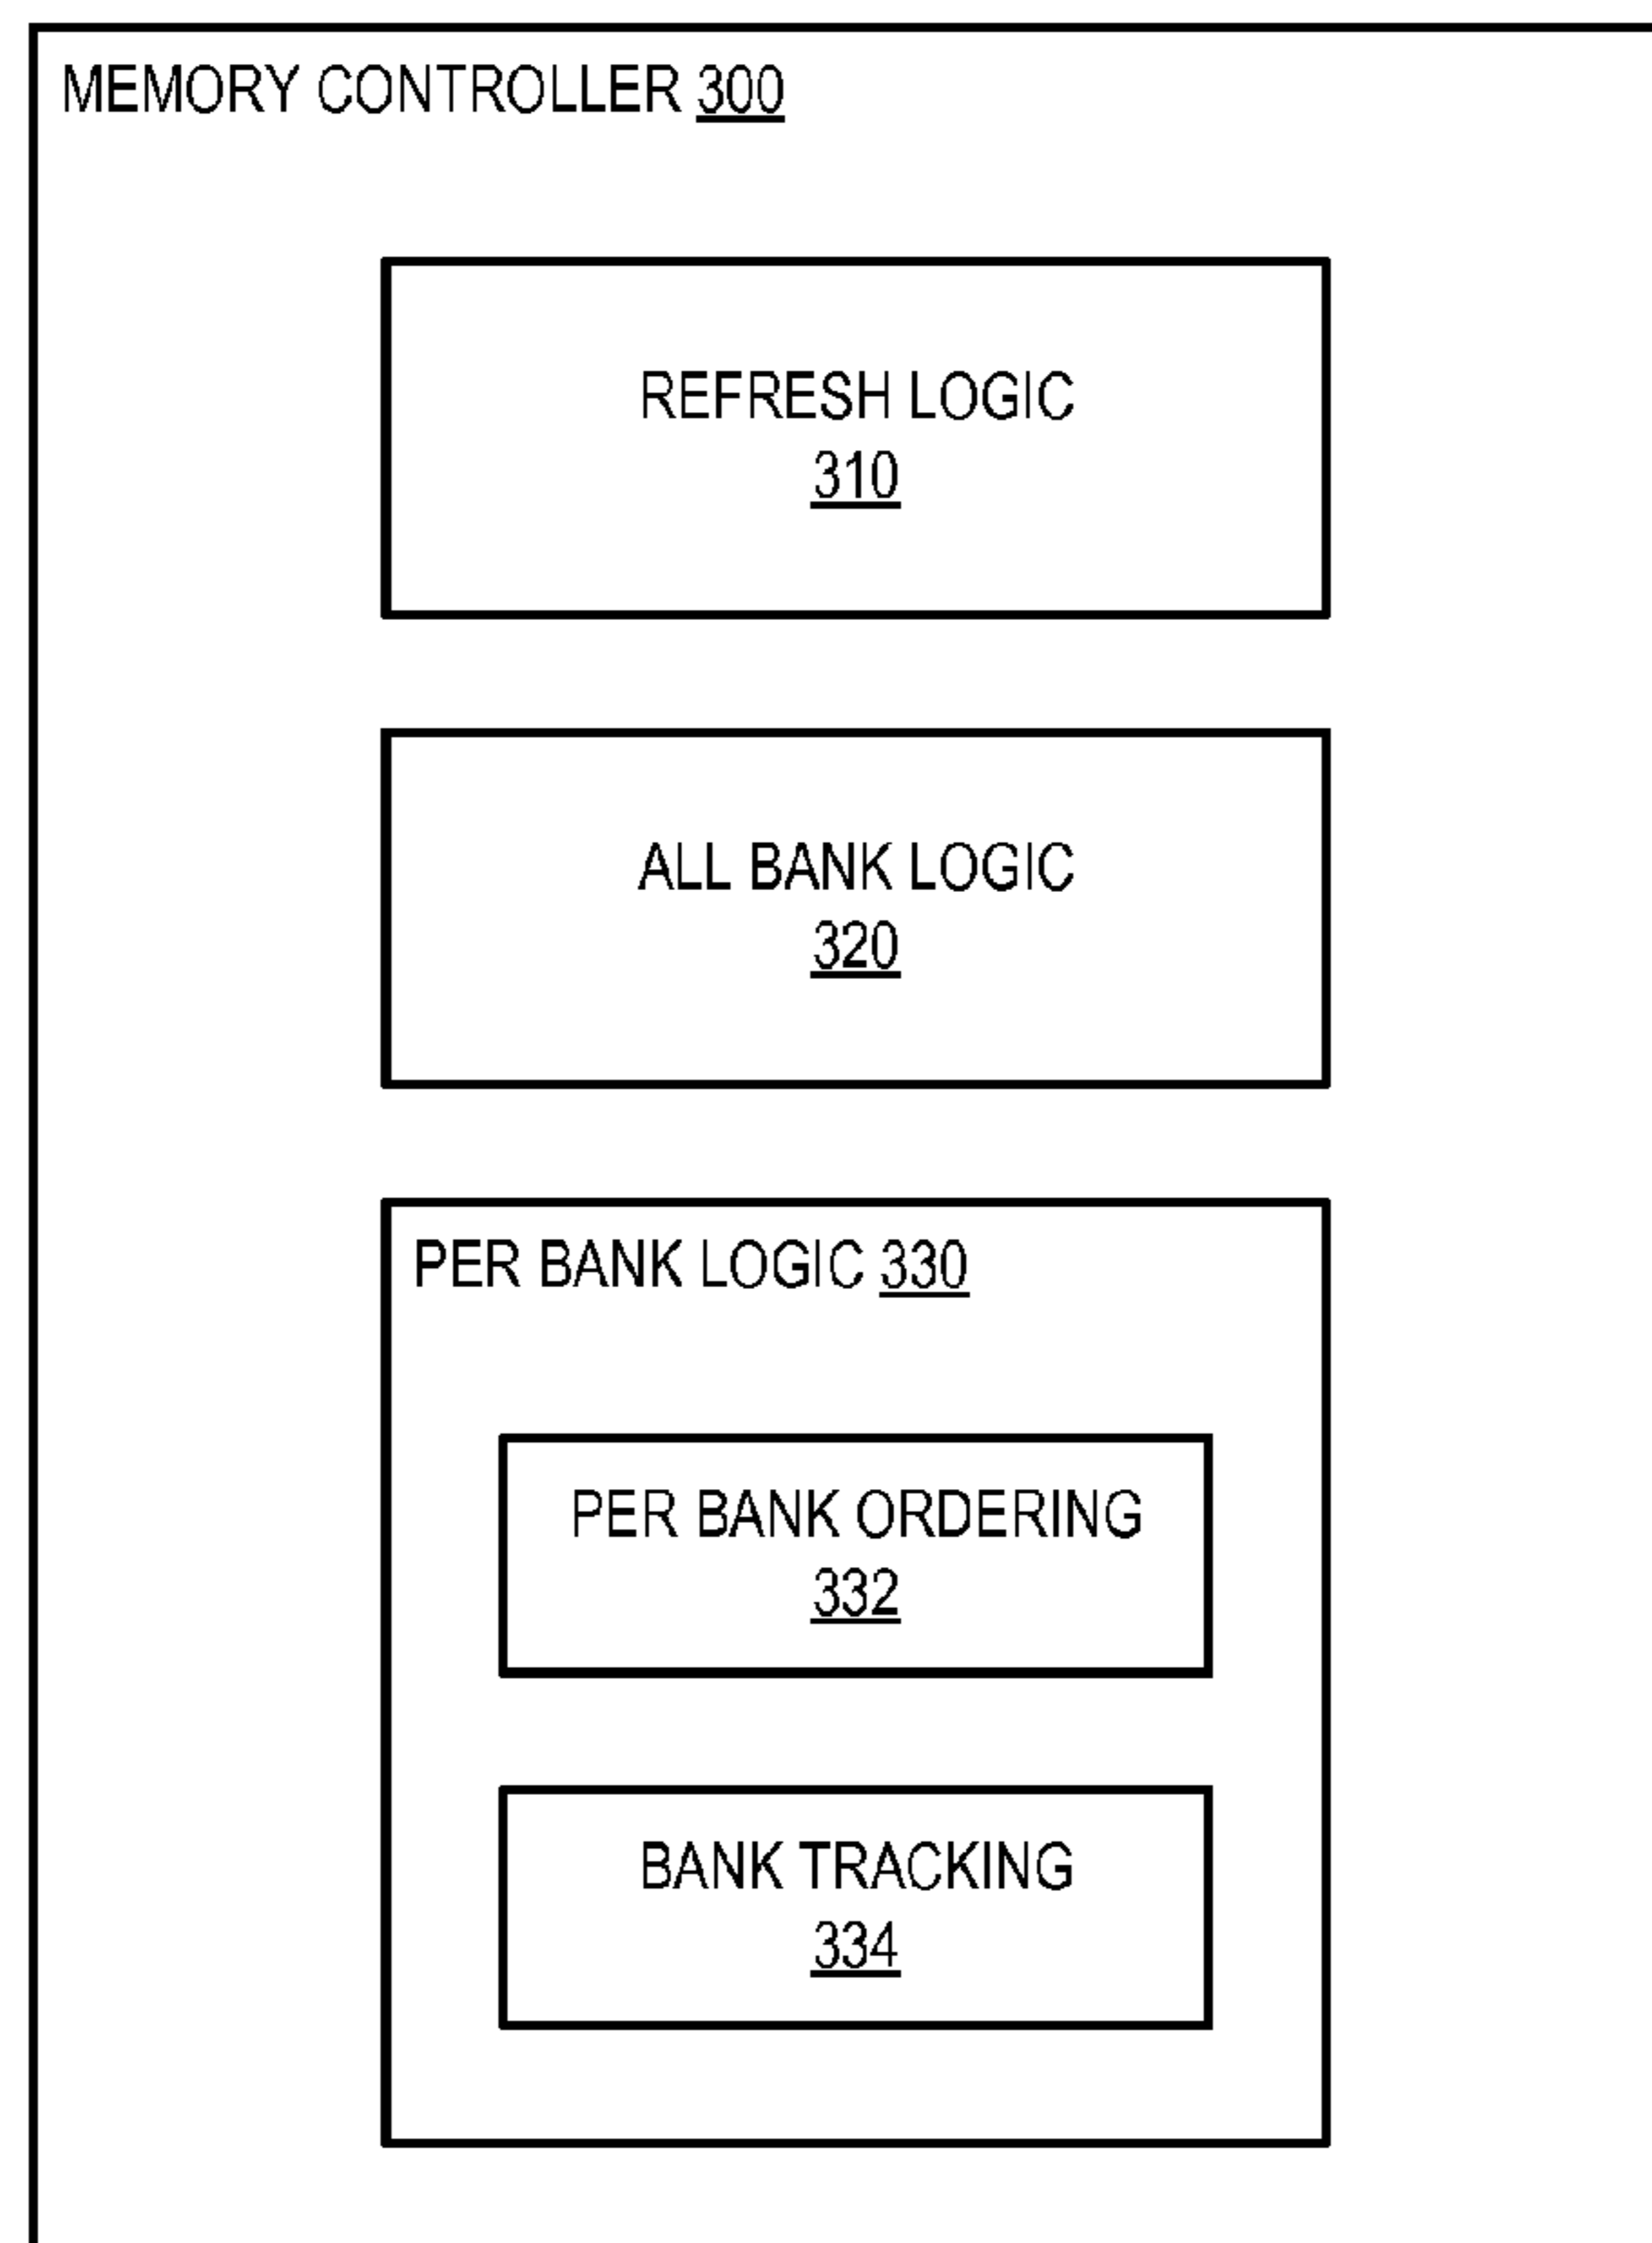 MEMORY CONTROLLER 300
REFRESH LOGIC
310
ALL BANK LOGIC
320
PER BANK LOGIC 330
PER BANK ORDERING
332
BANK TRACKING
334